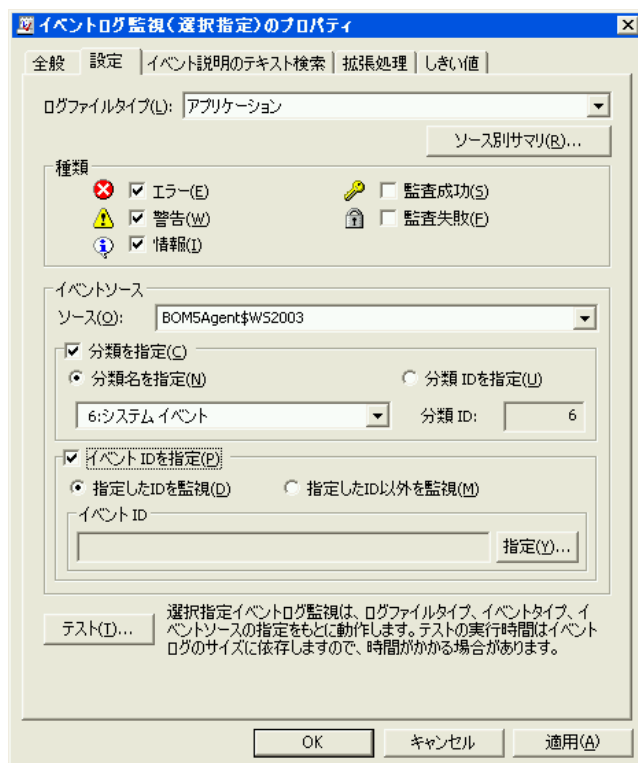 イベントログ監視(選択指定)のプロパティ
全般 設定 イベント説明のテキスト検索 拡張処理 しきい値
ログファイルタイプ(L): アプリケーション
ソース別サマリ(R)...
種類
エラー(E) 監査成功(S)
警告(W) 監査失敗(F)
情報(I)
イベントソース
ソース(O): BOM5Agent$WS2003
分類を指定(C)
分類名を指定(N) 分類 IDを指定(U)
6:システム イベント 分類 ID: 6
イベント IDを指定(P)
指定したIDを監視(D) 指定したID以外を監視(M)
イベント ID
指定(Y)...
テスト(T)... 選択指定イベントログ監視は、ログファイルタイプ、イベントタイプ、イ
ベントソースの指定をもとに動作します。テストの実行時間はイベント
ログのサイズに依存しますので、時間がかかる場合があります。
OK キャンセル 適用(A)